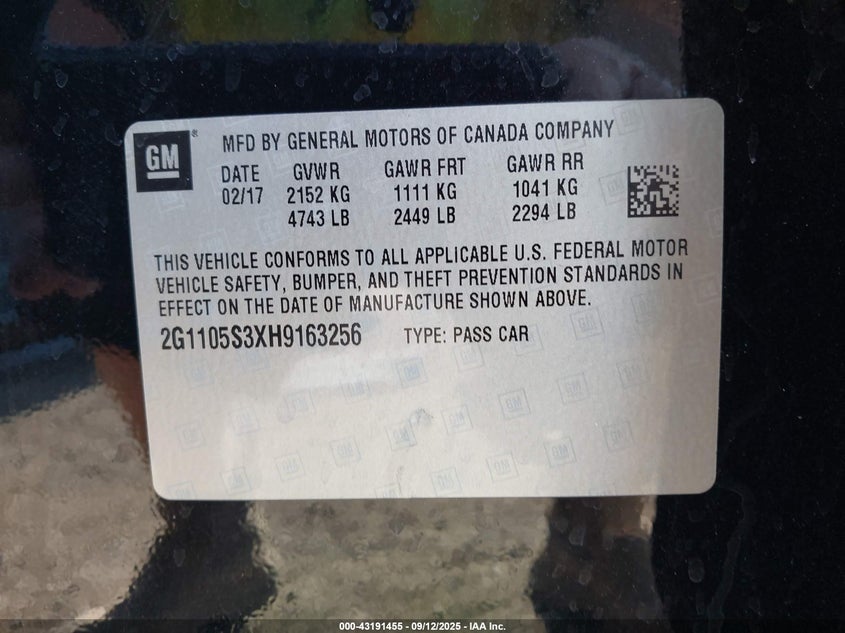 GM®
MFD BY GENERAL MOTORS OF CANADA COMPANY
DATE GVWR GAWR FRT GAWR RR
02/17 2152 KG 1111 KG 1041 KG
4743 LB 2449 LB 2294 LB
THIS VEHICLE CONFORMS TO ALL APPLICABLE U.S. FEDERAL MOTOR
VEHICLE SAFETY, BUMPER, AND THEFT PREVENTION STANDARDS IN
EFFECT ON THE DATE OF MANUFACTURE SHOWN ABOVE.
2G1105S3XH9163256 TYPE: PASS CAR
000-43191455 - 09/12/2025 - IAA Inc.